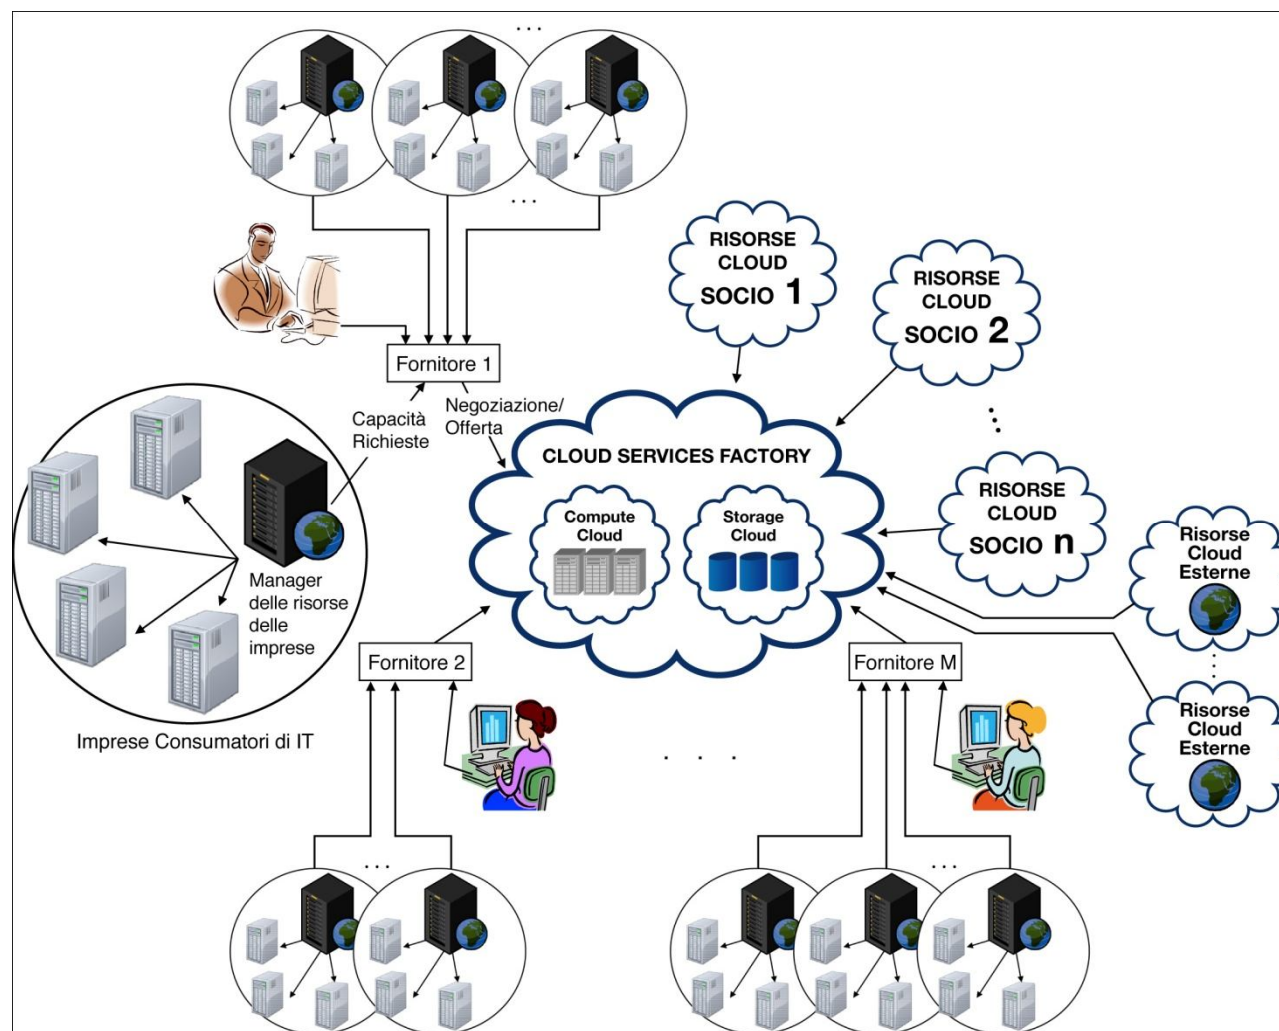 . . .
. . .
RISORSE
CLOUD
SOCIO 1
RISORSE
CLOUD
SOCIO 2
Fornitore 1
Capacità
Richieste
Negoziazione/
Offerta
CLOUD SERVICES FACTORY
Compute
Cloud
Storage
Cloud
RISORSE
CLOUD
SOCIO n
Risorse
Cloud
Esterne
Manager
delle risorse
delle
imprese
Imprese Consumatori di IT
Fornitore 2
Fornitore M
Risorse
Cloud
Esterne
. . . .
. . .
. . .